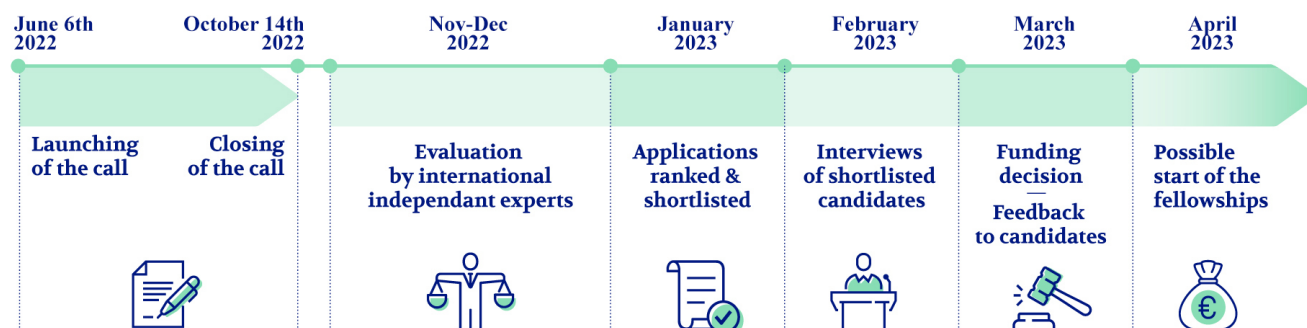 June 6th
2022
October 14th
2022
Nov-Dec
2022
January
2023
February
2023
March
2023
April
2023
Launching
of the call
Closing
of the call
Evaluation
by international
independant experts
Applications
ranked &
shortlisted
Interviews
of shortlisted
candidates
Funding
decision
Feedback
to candidates
Possible
start of the
fellowships
€